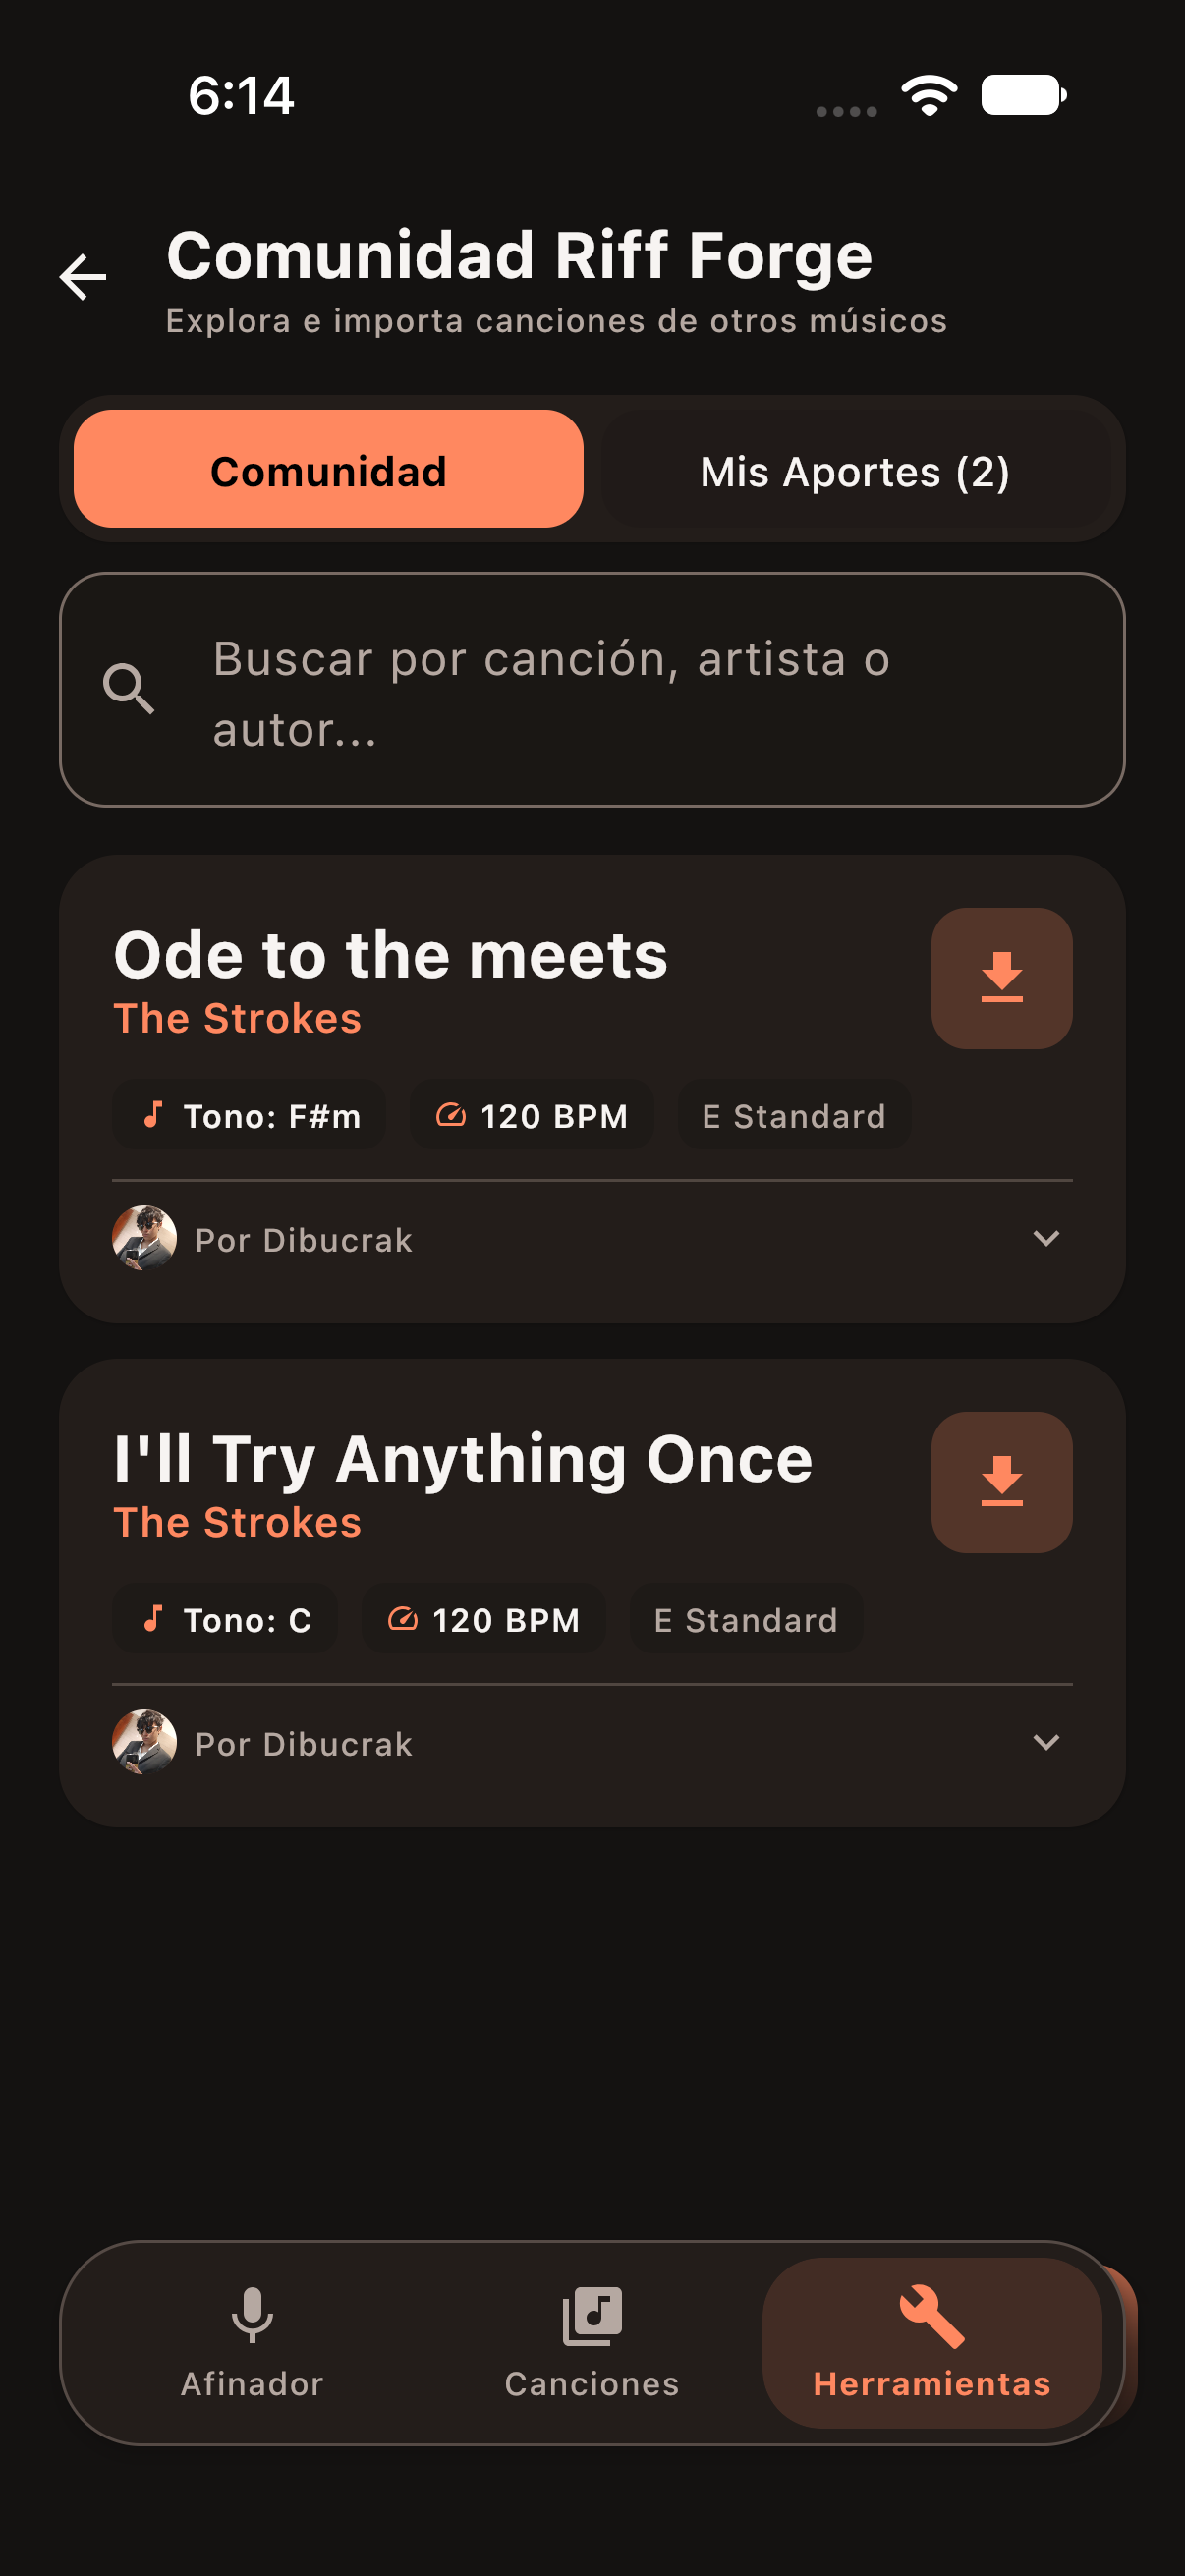 6:14
Comunidad Riff Forge
Explora e importa canciones de otros músicos
Comunidad
Mis Aportes (2)
Buscar por canción, artista o
autor...
Ode to the meets
The Strokes
Tono: F#m
120 BPM
E Standard
Por Dibucrak
I'll Try Anything Once
The Strokes
Tono: C
120 BPM
E Standard
Por Dibucrak
Afinador
Canciones
Herramientas